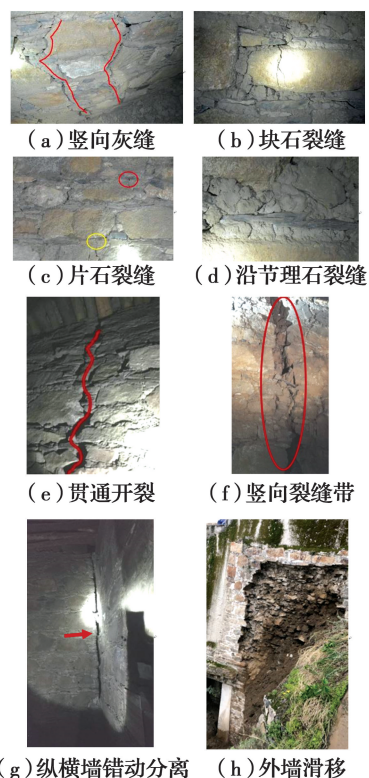 (a)竖向灰缝 (b)块石裂缝
(c)片石裂缝 (d)沿节理石裂缝
(e)贯通开裂 (f)竖向裂缝带
(g)纵横墙错动分离 (h)外墙滑移